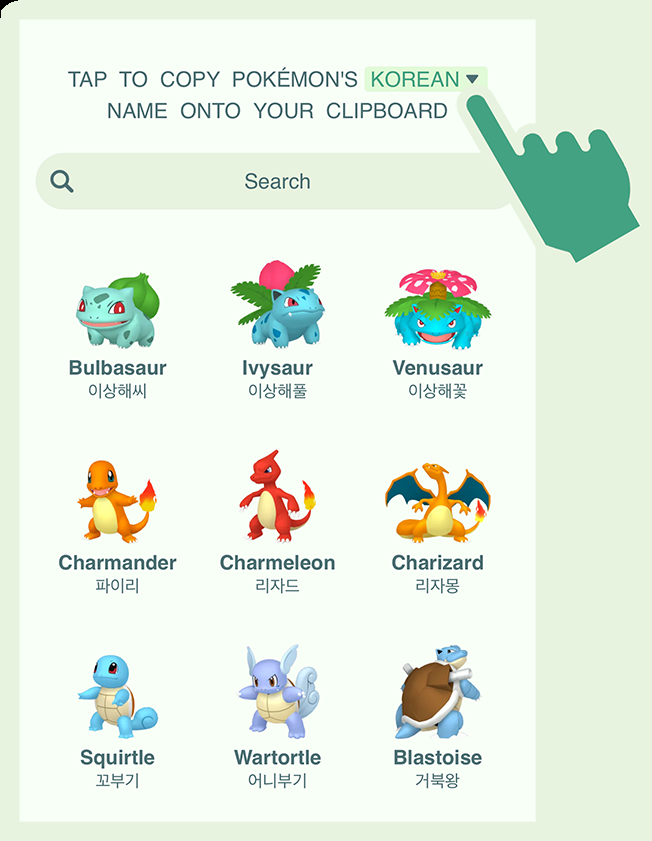 TAP TO COPY POKÉMON'S KOREAN
NAME ONTO YOUR CLIPBOARD
Search
Bulbasaur Ivysaur Venusaur
이상해씨 이상해풀 이상해꽃
Charmander Charmeleon Charizard
파이리 리자드 리자몽
Squirtle Wartortle Blastoise
꼬부기 어니부기 거북왕